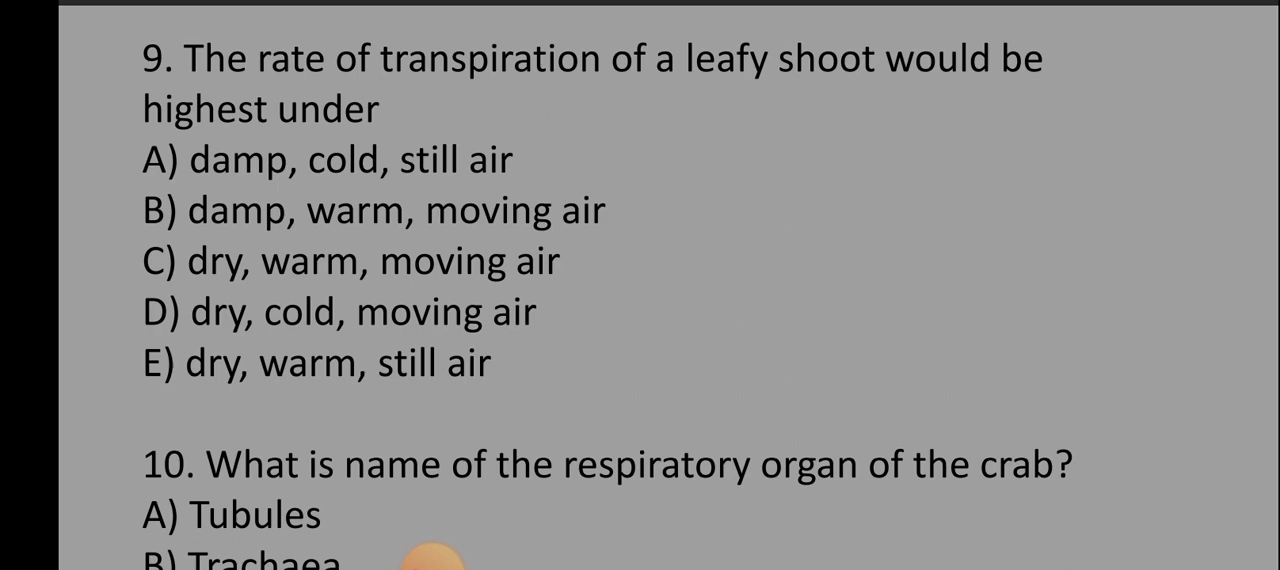 9. The rate of transpiration of a leafy shoot would be
highest under
A) damp, cold, still air
B) damp, warm, moving air
C) dry, warm, moving air
D) dry, cold, moving air
E) dry, warm, still air
10. What is name of the respiratory organ of the crab?
A) Tubules
B) Trachaea